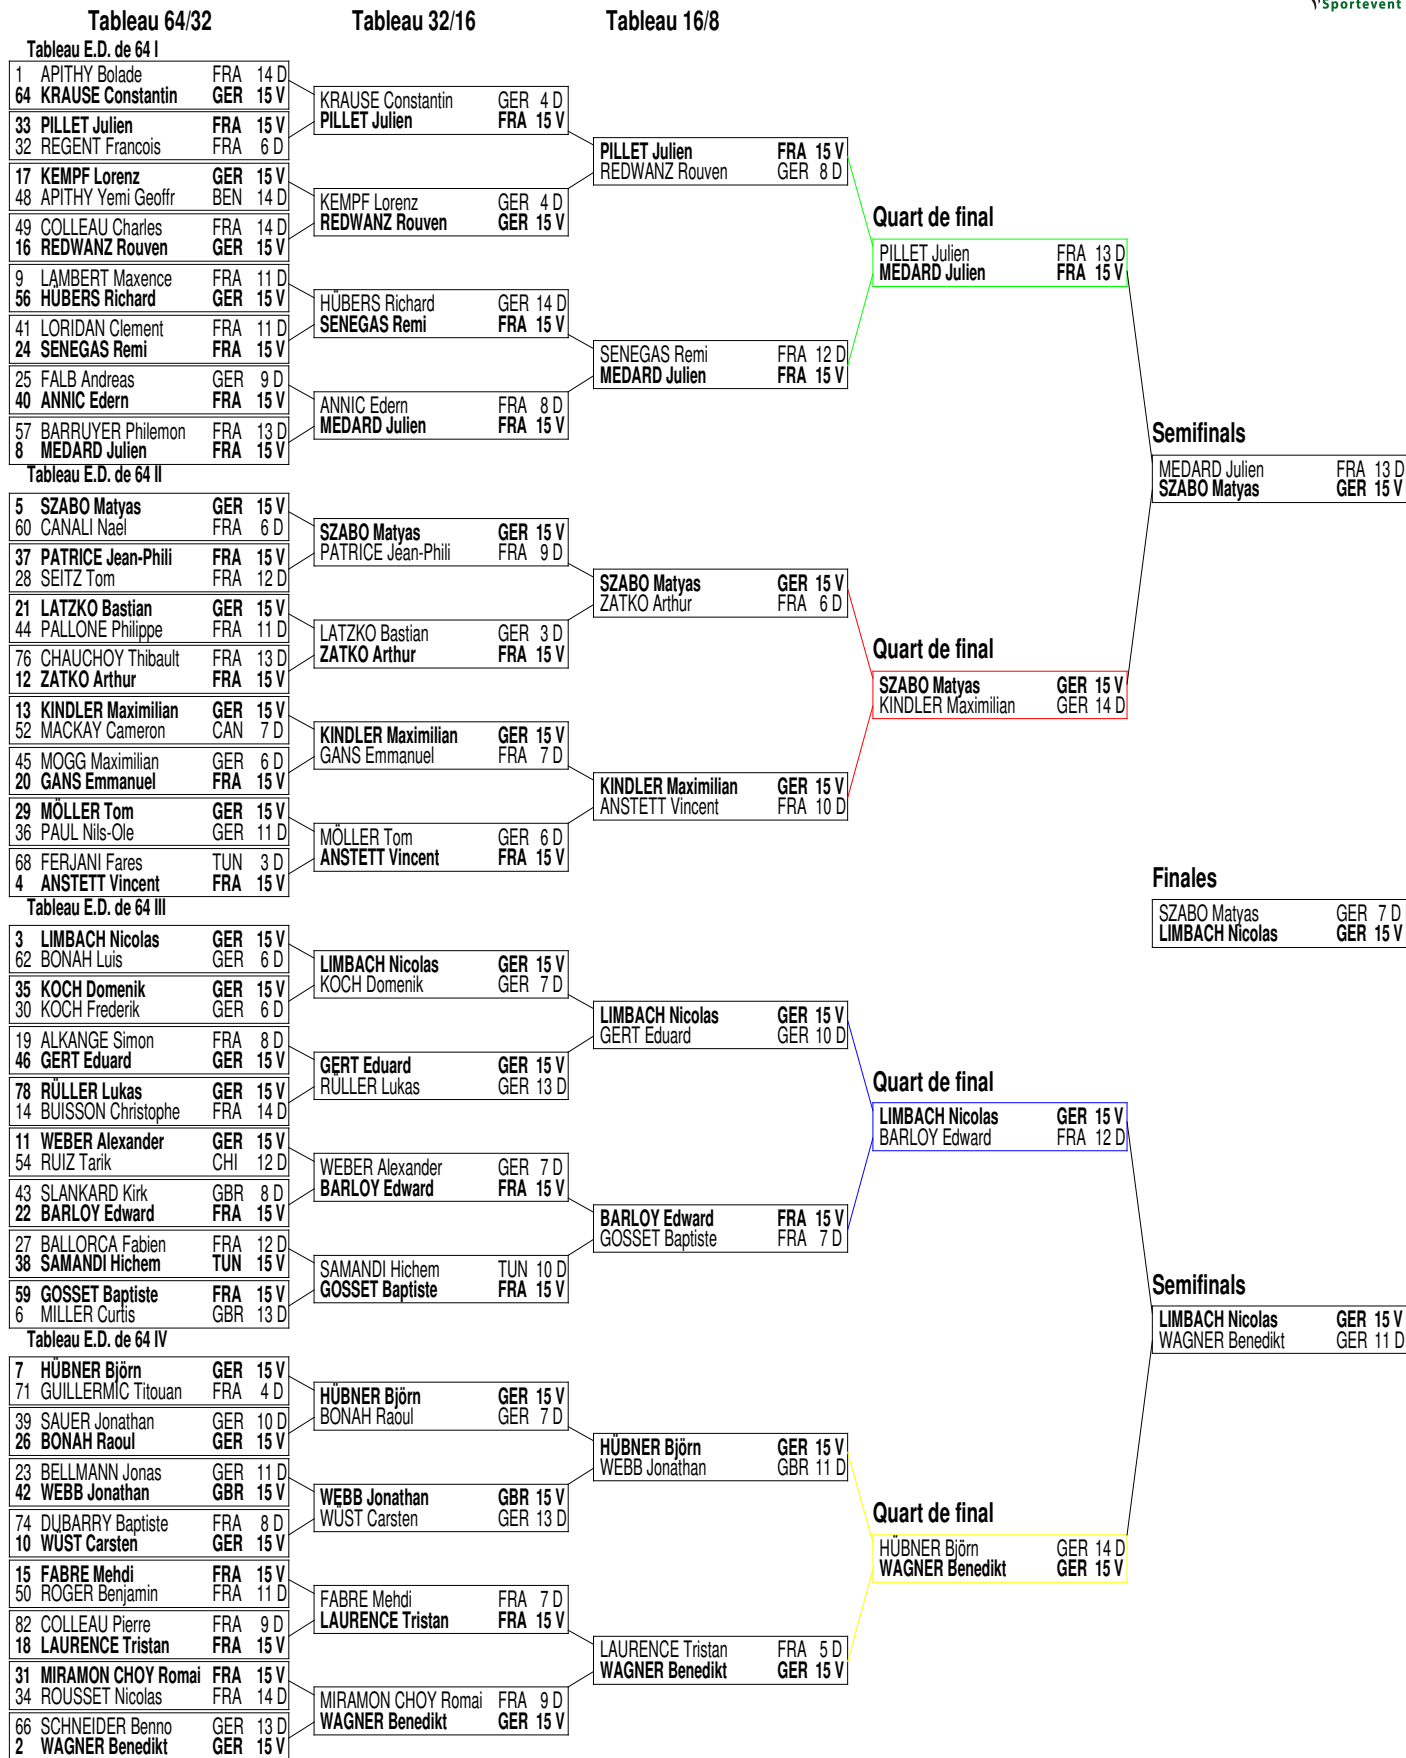 Sportevent
Tableau 64/32 Tableau 32/16 Tableau 16/8
Tableau E.D. de 64 I
1 APITHY Bolade FRA 14 D
64 KRAUSE Constantin GER 15 V
33 PILLET Julien FRA 15 V
32 REGENT Francois FRA 6 D
17 KEMPF Lorenz GER 15 V
48 APITHY Yemi Geoffr BEN 14 D
49 COLLEAU Charles FRA 14 D
16 REDWANZ Rouven GER 15 V
9 LAMBERT Maxence FRA 11 D
56 HÜBERS Richard GER 15 V
41 LORIDAN Clement FRA 11 D
24 SENEGAS Remi FRA 15 V
25 FALB Andreas GER 9 D
40 ANNIC Edern FRA 15 V
57 BARRUYER Philemon FRA 13 D
8 MEDARD Julien FRA 15 V
Tableau E.D. de 64 II
5 SZABO Matyas GER 15 V
60 CANALI Nael FRA 6 D
37 PATRICE Jean-Phili FRA 15 V
28 SEITZ Tom FRA 12 D
21 LATZKO Bastian GER 15 V
44 PALLONE Philippe FRA 11 D
76 CHAUCHOY Thibault FRA 13 D
12 ZATKO Arthur FRA 15 V
13 KINDLER Maximilian GER 15 V
52 MACKAY Cameron CAN 7 D
45 MOGG Maximilian GER 6 D
20 GANS Emmanuel FRA 15 V
29 MÖLLER Tom GER 15 V
36 PAUL Nils-Ole GER 11 D
68 FERJANI Fares TUN 3 D
4 ANSTETT Vincent FRA 15 V
Tableau E.D. de 64 III
3 LIMBACH Nicolas GER 15 V
62 BONAH Luis GER 6 D
35 KOCH Domenik GER 15 V
30 KOCH Frederik GER 6 D
19 ALKANGE Simon FRA 8 D
46 GERT Eduard GER 15 V
78 RÜLLER Lukas GER 15 V
14 BUISSON Christophe FRA 14 D
11 WEBER Alexander GER 15 V
54 RUIZ Tarik CHI 12 D
43 SLANKARD Kirk GBR 8 D
22 BARLOY Edward FRA 15 V
27 BALLORCA Fabien FRA 12 D
38 SAMANDI Hichem TUN 15 V
59 GOSSET Baptiste FRA 15 V
6 MILLER Curtis GBR 13 D
Tableau E.D. de 64 IV
7 HÜBNER Björn GER 15 V
71 GUILLERMIC Titouan FRA 4 D
39 SAUER Jonathan GER 10 D
26 BONAH Raoul GER 15 V
23 BELLMANN Jonas GER 11 D
42 WEBB Jonathan GBR 15 V
74 DUBARRY Baptiste FRA 8 D
10 WÜST Carsten GER 15 V
15 FABRE Mehdi FRA 15 V
50 ROGER Benjamin FRA 11 D
82 COLLEAU Pierre FRA 9 D
18 LAURENCE Tristan FRA 15 V
31 MIRAMON CHOY Romai FRA 15 V
34 ROUSSET Nicolas FRA 14 D
66 SCHNEIDER Benno GER 13 D
2 WAGNER Benedikt GER 15 V
KRAUSE Constantin GER 4 D
PILLET Julien FRA 15 V
KEMPF Lorenz GER 4 D
REDWANZ Rouven GER 15 V
HÜBERS Richard GER 14 D
SENEGAS Remi FRA 15 V
ANNIC Edern FRA 8 D
MEDARD Julien FRA 15 V
SZABO Matyas GER 15 V
PATRICE Jean-Phili FRA 9 D
LATZKO Bastian GER 3 D
ZATKO Arthur FRA 15 V
KINDLER Maximilian GER 15 V
GANS Emmanuel FRA 7 D
MÖLLER Tom GER 6 D
ANSTETT Vincent FRA 15 V
LIMBACH Nicolas GER 15 V
KOCH Domenik GER 7 D
GERT Eduard GER 15 V
RÜLLER Lukas GER 13 D
WEBER Alexander GER 7 D
BARLOY Edward FRA 15 V
SAMANDI Hichem TUN 10 D
GOSSET Baptiste FRA 15 V
HÜBNER Björn GER 15 V
BONAH Raoul GER 7 D
WEBB Jonathan GBR 15 V
WÜST Carsten GER 13 D
FABRE Mehdi FRA 7 D
LAURENCE Tristan FRA 15 V
MIRAMON CHOY Romai FRA 9 D
WAGNER Benedikt GER 15 V
PILLET Julien FRA 15 V
REDWANZ Rouven GER 8 D
SENEGAS Remi FRA 12 D
MEDARD Julien FRA 15 V
SZABO Matyas GER 15 V
ZATKO Arthur FRA 6 D
KINDLER Maximilian GER 15 V
ANSTETT Vincent FRA 10 D
LIMBACH Nicolas GER 15 V
GERT Eduard GER 10 D
BARLOY Edward FRA 15 V
GOSSET Baptiste FRA 7 D
HÜBNER Björn GER 15 V
WEBB Jonathan GBR 11 D
LAURENCE Tristan FRA 5 D
WAGNER Benedikt GER 15 V
Quart de final
PILLET Julien FRA 13 D
MEDARD Julien FRA 15 V
Quart de final
SZABO Matyas GER 15 V
KINDLER Maximilian GER 14 D
Quart de final
LIMBACH Nicolas GER 15 V
BARLOY Edward FRA 12 D
Quart de final
HÜBNER Björn GER 14 D
WAGNER Benedikt GER 15 V
Semifinals
MEDARD Julien FRA 13 D
SZABO Matyas GER 15 V
Finales
SZABO Matyas GER 7 D
LIMBACH Nicolas GER 15 V
Semifinals
LIMBACH Nicolas GER 15 V
WAGNER Benedikt GER 11 D